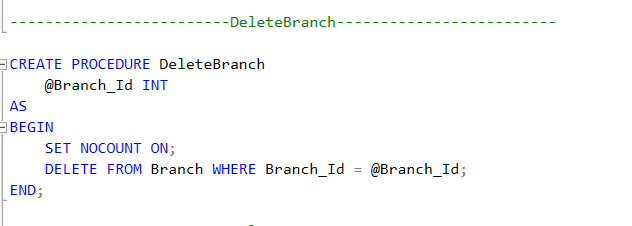 -------------------------DeleteBranch-------------------------
CREATE PROCEDURE DeleteBranch
@Branch_Id INT
AS
BEGIN
SET NOCOUNT ON;
DELETE FROM Branch WHERE Branch_Id = @Branch_Id;
END;